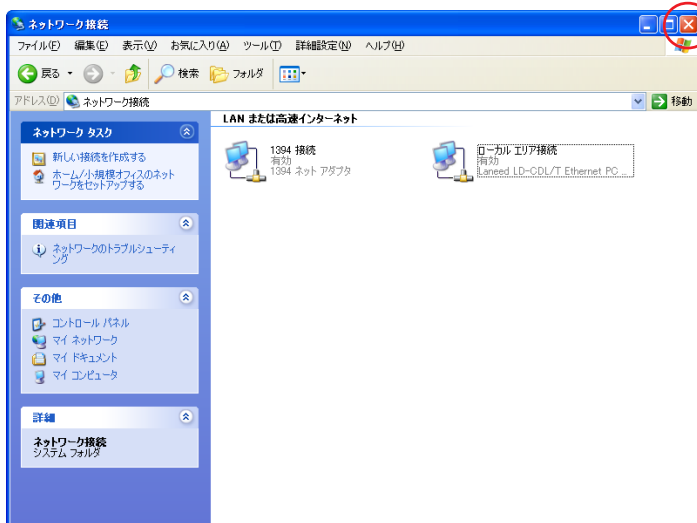 ネットワーク接続
ファイル(F) 編集(E) 表示(V) お気に入り(A) ツール(T) 詳細設定(N) ヘルプ(H)
戻る 検索 フォルダ
アドレス(D) ネットワーク接続 移動
ネットワーク タスク
新しい接続を作成する
ホーム/小規模オフィスのネット
ワークをセットアップする
関連項目
ネットワークのトラブルシューティ
ング
その他
コントロール パネル
マイ ネットワーク
マイ ドキュメント
マイ コンピュータ
詳細
ネットワーク接続
システム フォルダ
LAN または高速インターネット
1394 接続
有効
1394 ネット アダプタ
ローカル エリア接続
有効
Laneed LD-CDL/T Ethernet PC ...